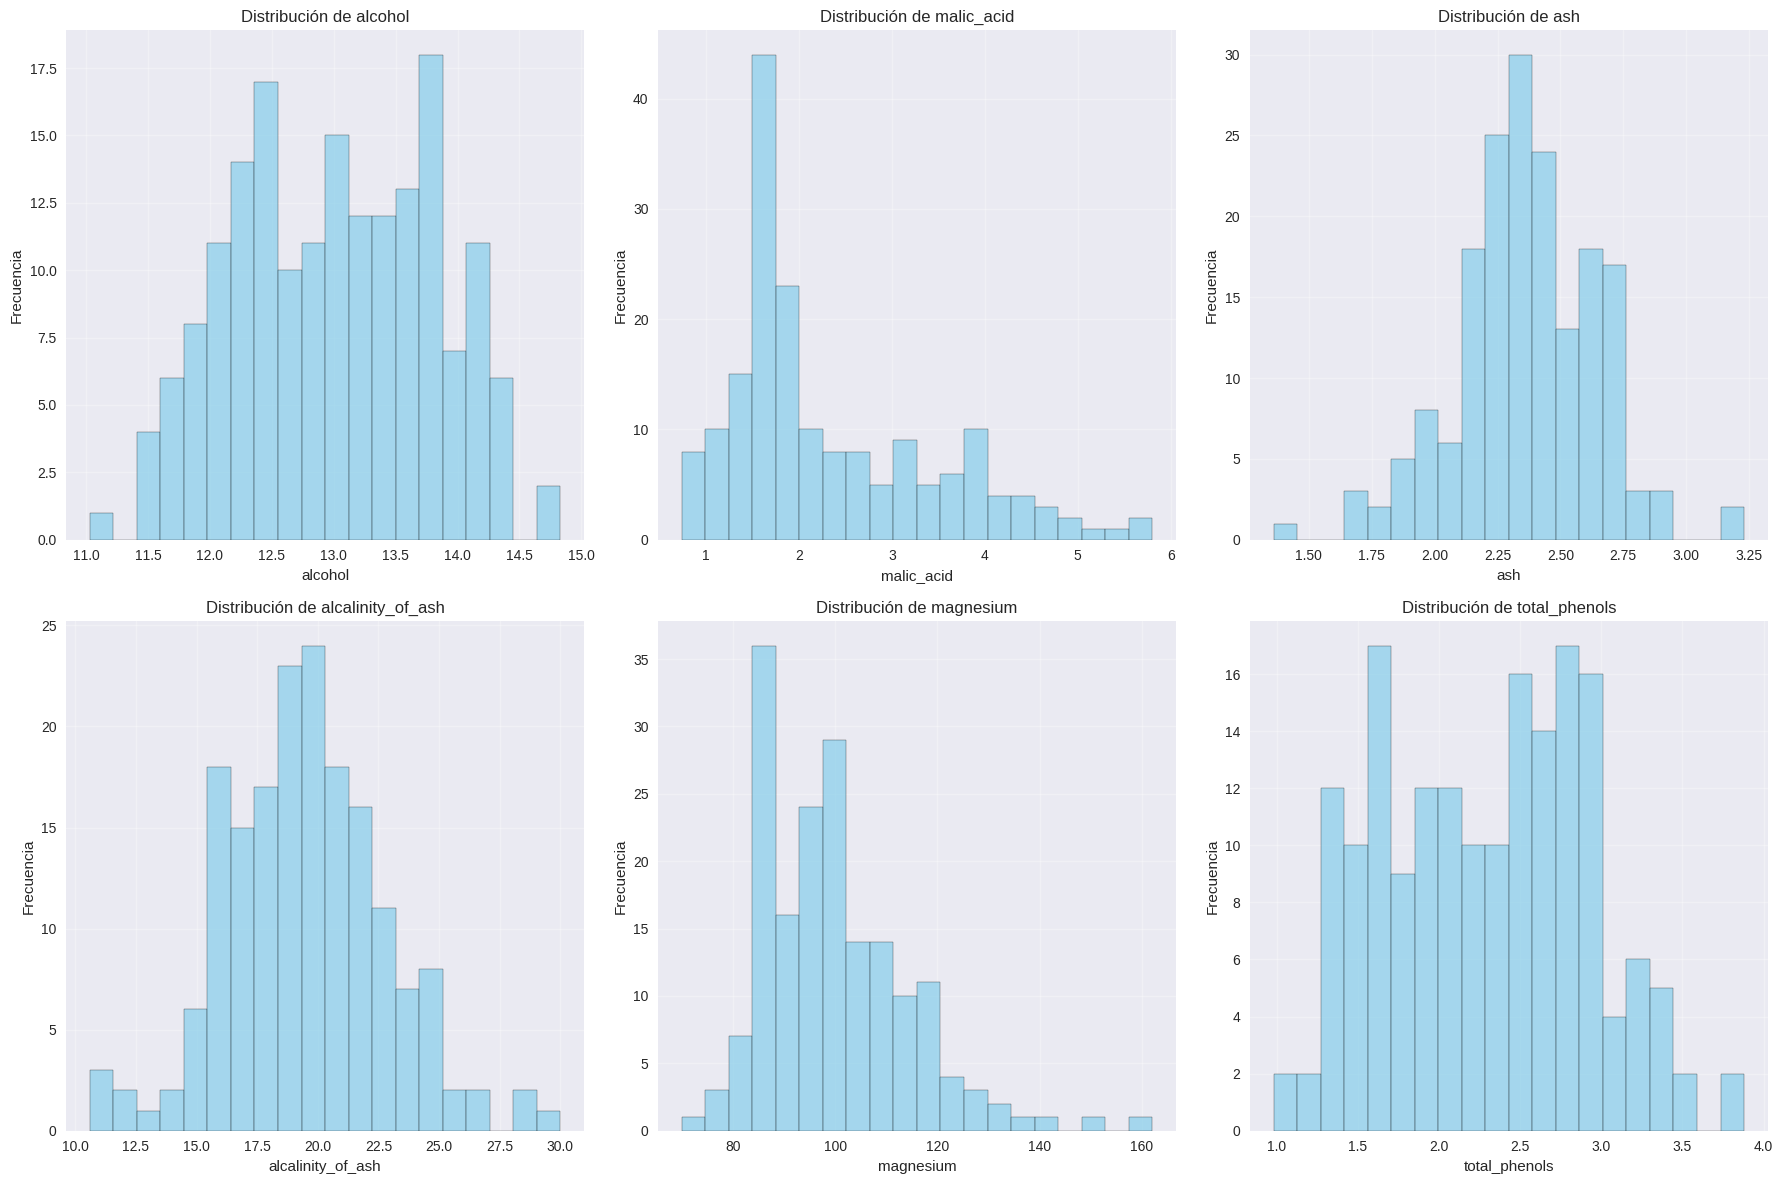 Distribución de alcohol
Frecuencia
17.5
15.0
12.5
10.0
7.5
5.0
2.5
0.0
11.0 11.5 12.0 12.5 13.0 13.5 14.0 14.5 15.0
alcohol
Distribución de malic_acid
Frecuencia
40
30
20
10
0
1 2 3 4 5 6
malic_acid
Distribución de ash
Frecuencia
30
25
20
15
10
5
0
1.50 1.75 2.00 2.25 2.50 2.75 3.00 3.25
ash
Distribución de alcalinity_of_ash
Frecuencia
25
20
15
10
5
0
10.0 12.5 15.0 17.5 20.0 22.5 25.0 27.5 30.0
alcalinity_of_ash
Distribución de magnesium
Frecuencia
35
30
25
20
15
10
5
0
80 100 120 140 160
magnesium
Distribución de total_phenols
Frecuencia
16
14
12
10
8
6
4
2
0
1.0 1.5 2.0 2.5 3.0 3.5 4.0
total_phenols